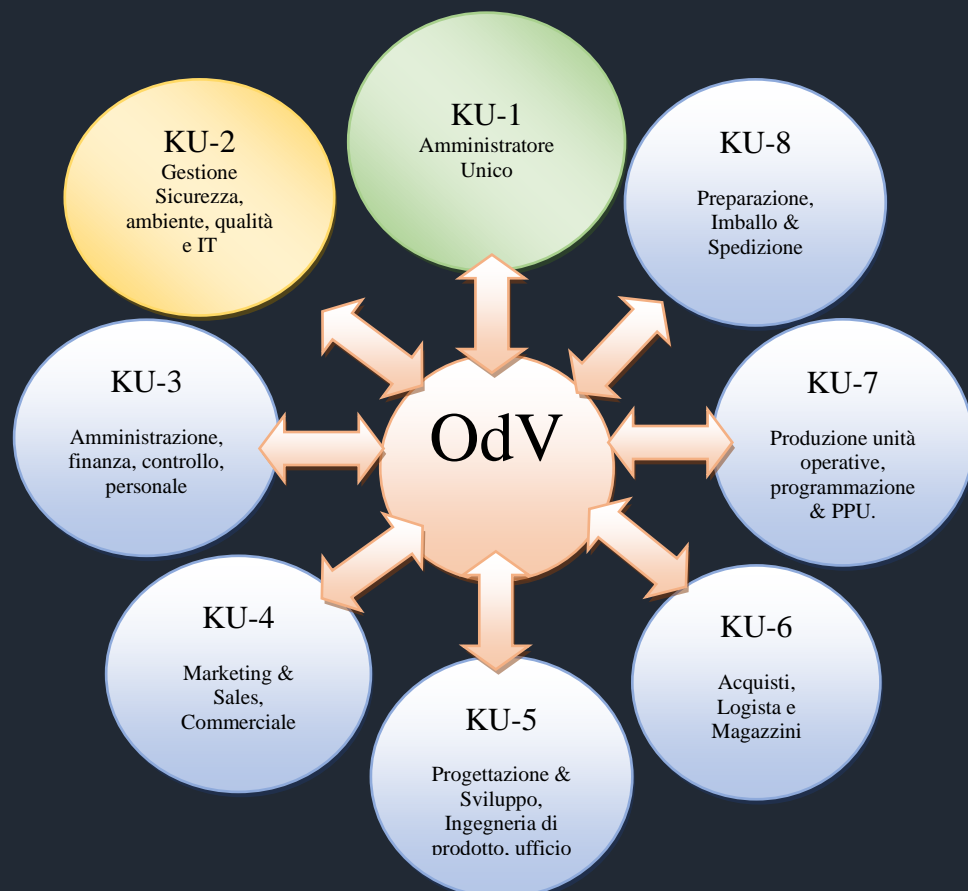 KU-1
Amministratore
Unico
KU-2
Gestione
Sicurezza,
ambiente, qualità
e IT
KU-8
Preparazione,
Imballo &
Spedizione
KU-3
Amministrazione,
finanza, controllo,
personale
OdV
KU-7
Produzione unità
operative,
programmazione
& PPU.
KU-4
Marketing &
Sales,
Commerciale
KU-6
Acquisti,
Logista e
Magazzini
KU-5
Progettazione &
Sviluppo,
Ingegneria di
prodotto, ufficio